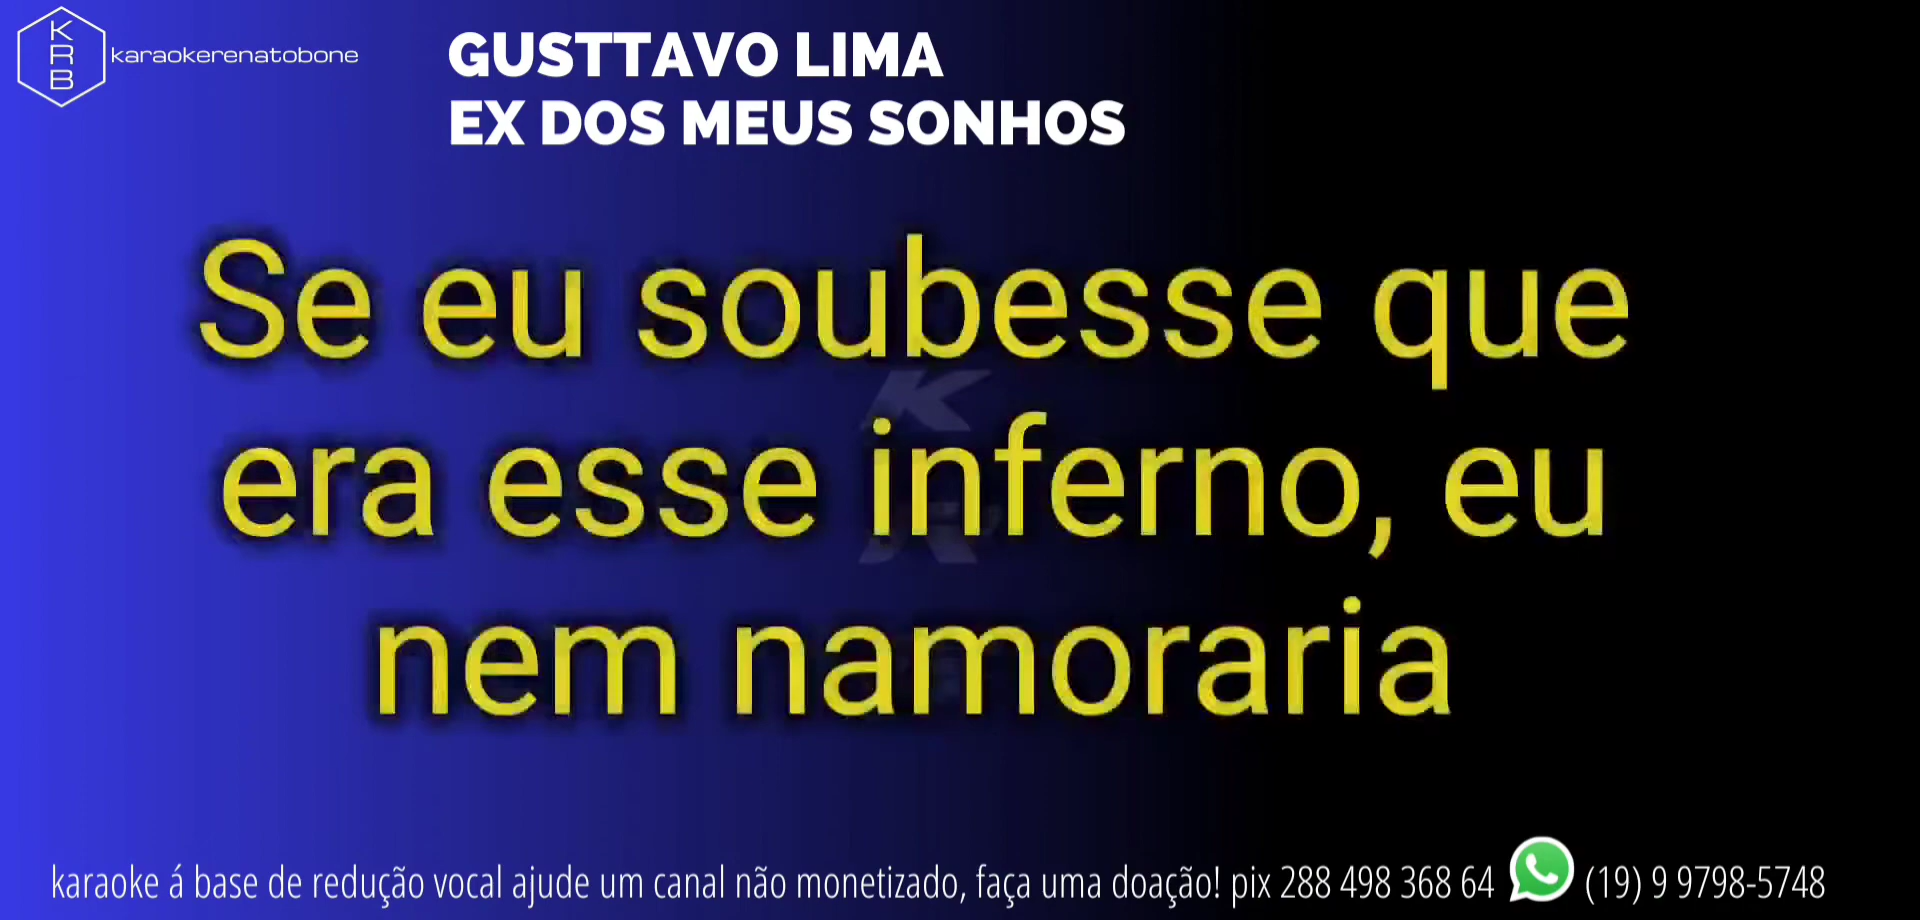 K
R
B
karaokerenatobone
GUSTTAVO LIMA
EX DOS MEUS SONHOS
Se eu soubesse que
era esse inferno, eu
nem namoraria
karaoke á base de redução vocal ajude um canal não monetizado, faça uma doação! pix 288 498 368 64 (19) 9 9798-5748